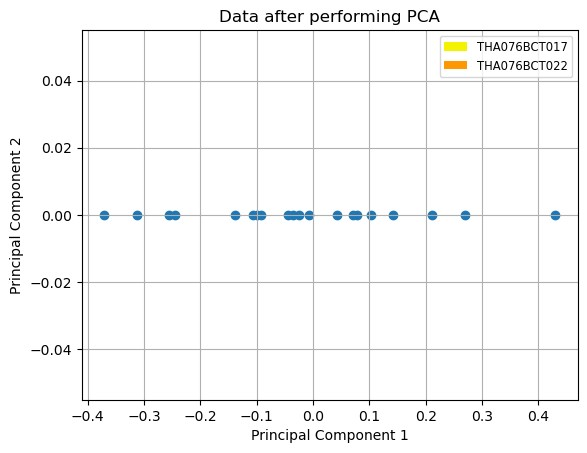 Data after performing PCA
THA076BCT017
THA076BCT022
0.04
0.02
0.00
−0.02
−0.04
Principal Component 2
−0.4 −0.3 −0.2 −0.1 0.0 0.1 0.2 0.3 0.4
Principal Component 1